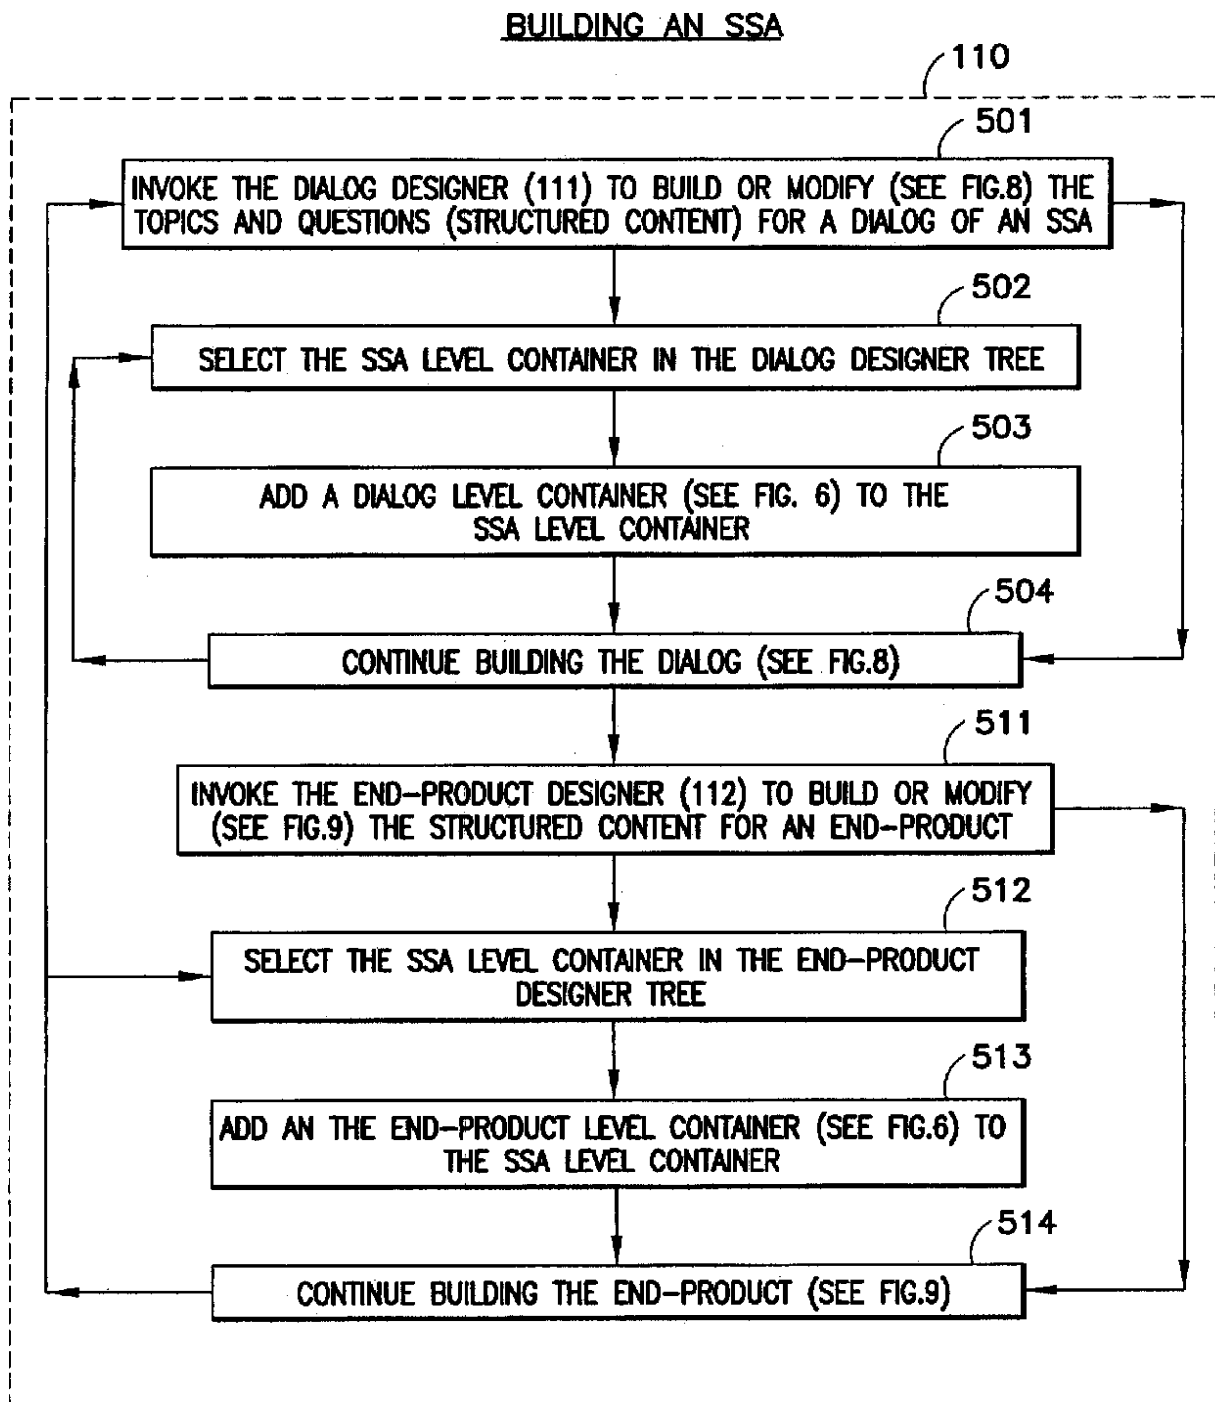 BUILDING AN SSA
110
501
INVOKE THE DIALOG DESIGNER (111) TO BUILD OR MODIFY (SEE FIG.8) THE
TOPICS AND QUESTIONS (STRUCTURED CONTENT) FOR A DIALOG OF AN SSA
502
SELECT THE SSA LEVEL CONTAINER IN THE DIALOG DESIGNER TREE
503
ADD A DIALOG LEVEL CONTAINER (SEE FIG. 6) TO THE
SSA LEVEL CONTAINER
504
CONTINUE BUILDING THE DIALOG (SEE FIG.8)
511
INVOKE THE END-PRODUCT DESIGNER (112) TO BUILD OR MODIFY
(SEE FIG.9) THE STRUCTURED CONTENT FOR AN END-PRODUCT
512
SELECT THE SSA LEVEL CONTAINER IN THE END-PRODUCT
DESIGNER TREE
513
ADD AN THE END-PRODUCT LEVEL CONTAINER (SEE FIG.6) TO
THE SSA LEVEL CONTAINER
514
CONTINUE BUILDING THE END-PRODUCT (SEE FIG.9)